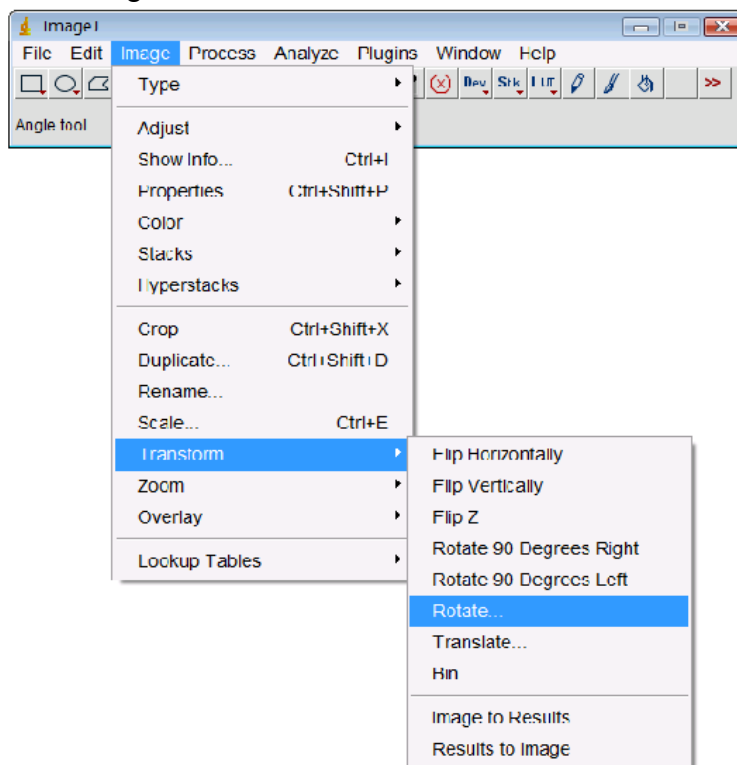 ImageJ
File Edit Image Process Analyze Plugins Window Help
Dev Stk LUT >>
Angle tool
Type
Adjust
Show Info... Ctrl+I
Properties Ctrl+Shift+P
Color
Stacks
Hyperstacks
Crop Ctrl+Shift+X
Duplicate... Ctrl+Shift+D
Rename...
Scale... Ctrl+E
Transform
Zoom
Overlay
Lookup Tables
Flip Horizontally
Flip Vertically
Flip Z
Rotate 90 Degrees Right
Rotate 90 Degrees Left
Rotate...
Translate...
Bin
Image to Results
Results to Image